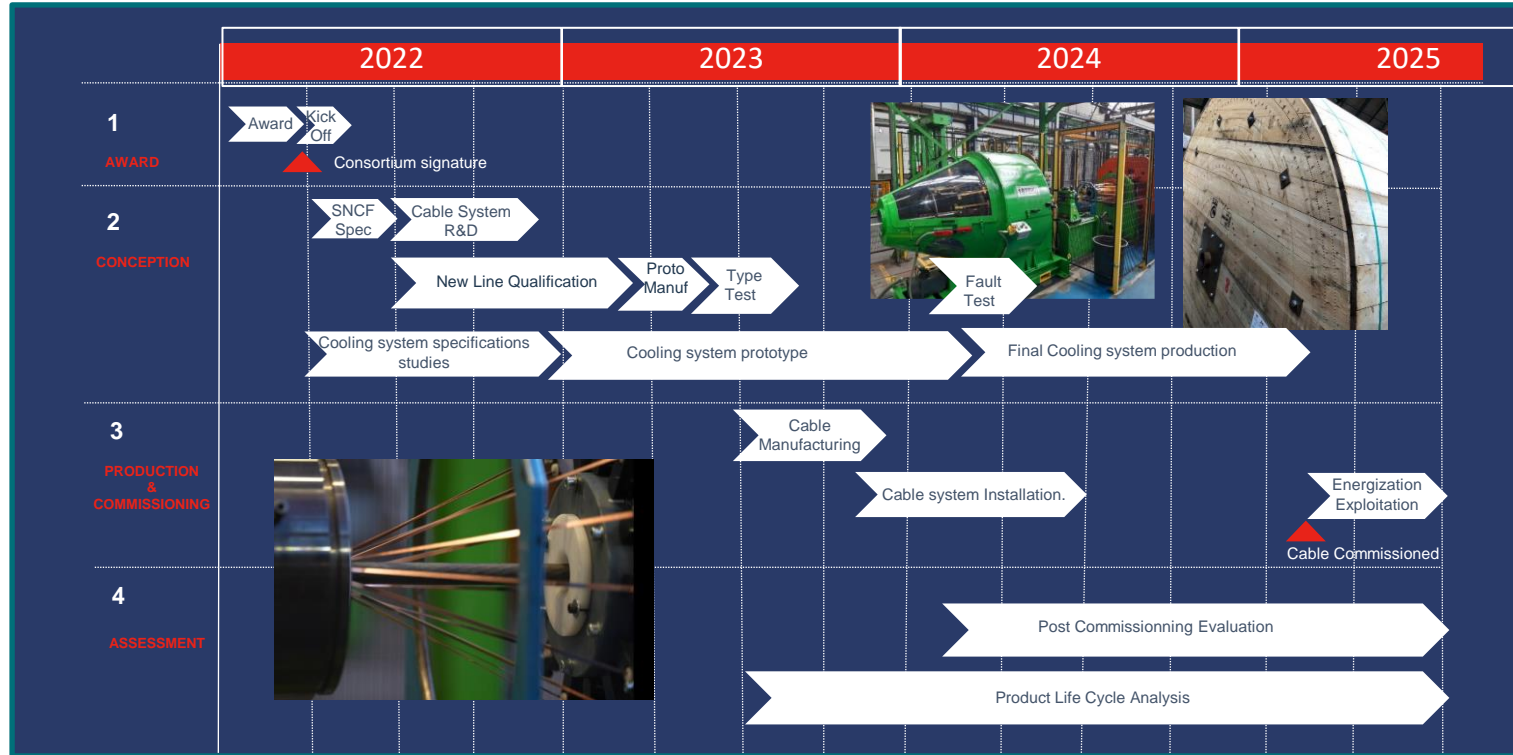 2022
2023
2024
2025
1
AWARD
Award
Kick
Off
Consortium signature
2
CONCEPTION
SNCF
Spec
Cable System
R&D
New Line Qualification
Proto
Manuf
Type
Test
Fault
Test
Cooling system specifications
studies
Cooling system prototype
Final Cooling system production
3
PRODUCTION
&
COMMISSIONING
Cable
Manufacturing
Cable system Installation.
Energization
Exploitation
Cable Commissioned
4
ASSESSMENT
Post Commissionning Evaluation
Product Life Cycle Analysis